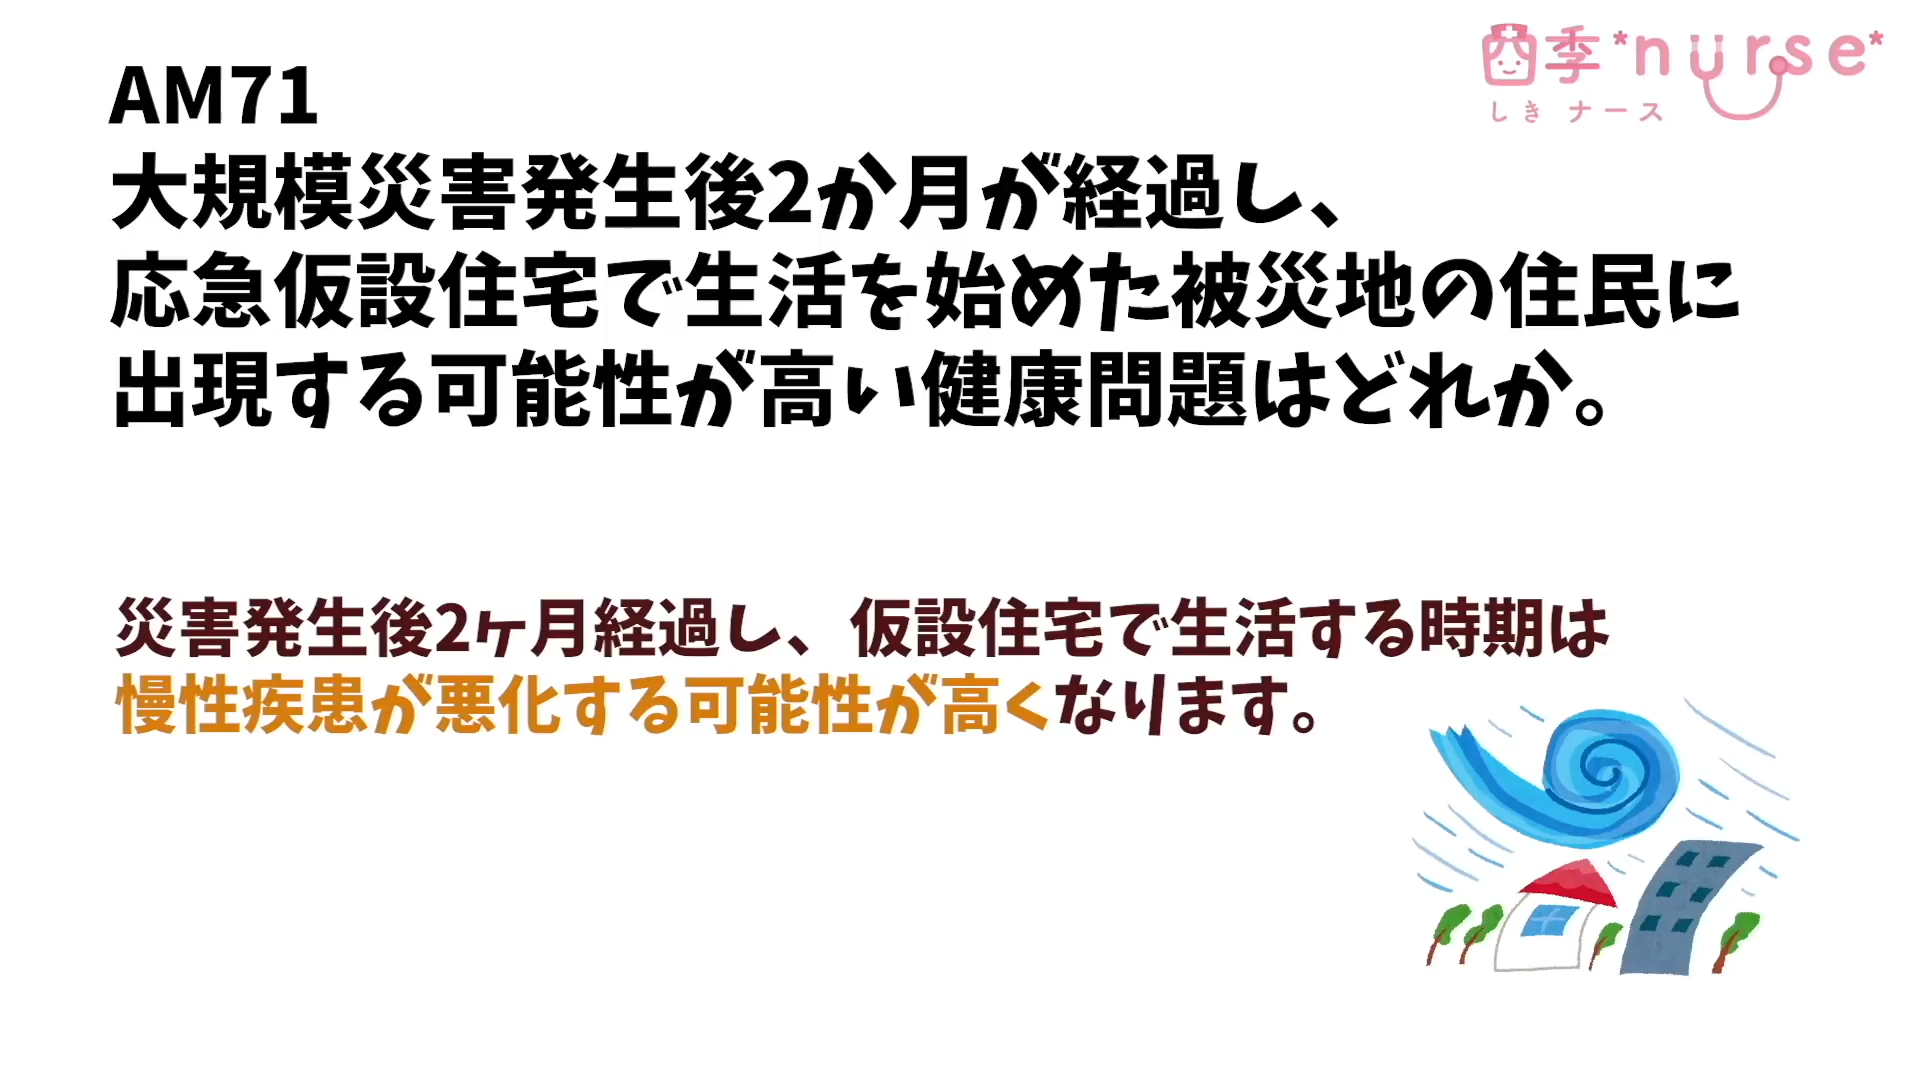 四季*nurse*
しきナース
AM71
大規模災害発生後2か月が経過し、
応急仮設住宅で生活を始めた被災地の住民に
出現する可能性が高い健康問題はどれか。
災害発生後2ヶ月経過し、仮設住宅で生活する時期は
慢性疾患が悪化する可能性が高くなります。